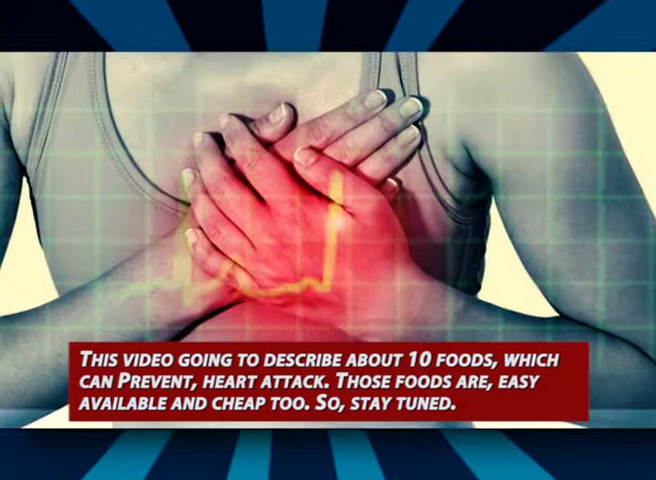 This video going to describe about 10 foods, which
can Prevent, heart attack. Those foods are, easy
available and cheap too. So, stay tuned.